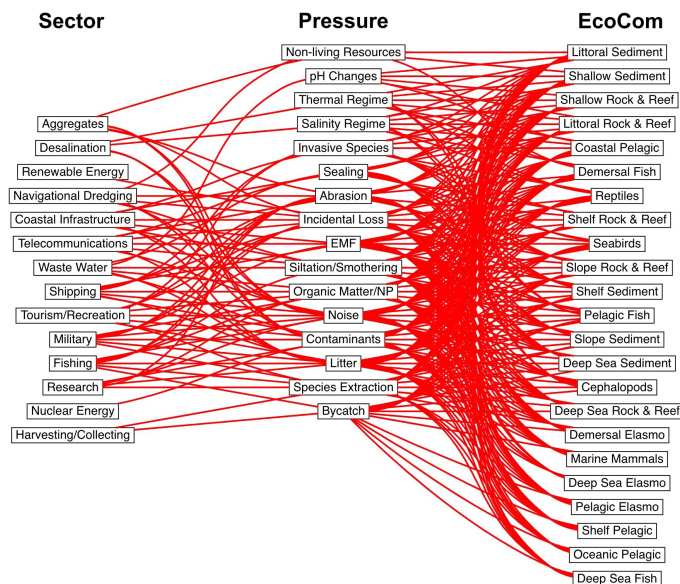 Sector
Pressure
EcoCom
Aggregates
Desalination
Renewable Energy
Navigational Dredging
Coastal Infrastructure
Telecommunications
Waste Water
Shipping
Tourism/Recreation
Military
Fishing
Research
Nuclear Energy
Harvesting/Collecting
Non-living Resources
pH Changes
Thermal Regime
Salinity Regime
Invasive Species
Sealing
Abrasion
Incidental Loss
EMF
Siltation/Smothering
Organic Matter/NP
Noise
Contaminants
Litter
Species Extraction
Bycatch
Littoral Sediment
Shallow Sediment
Shallow Rock & Reef
Littoral Rock & Reef
Coastal Pelagic
Demersal Fish
Reptiles
Shelf Rock & Reef
Seabirds
Slope Rock & Reef
Shelf Sediment
Pelagic Fish
Slope Sediment
Deep Sea Sediment
Cephalopods
Deep Sea Rock & Reef
Demersal Elasmo
Marine Mammals
Deep Sea Elasmo
Pelagic Elasmo
Shelf Pelagic
Oceanic Pelagic
Deep Sea Fish